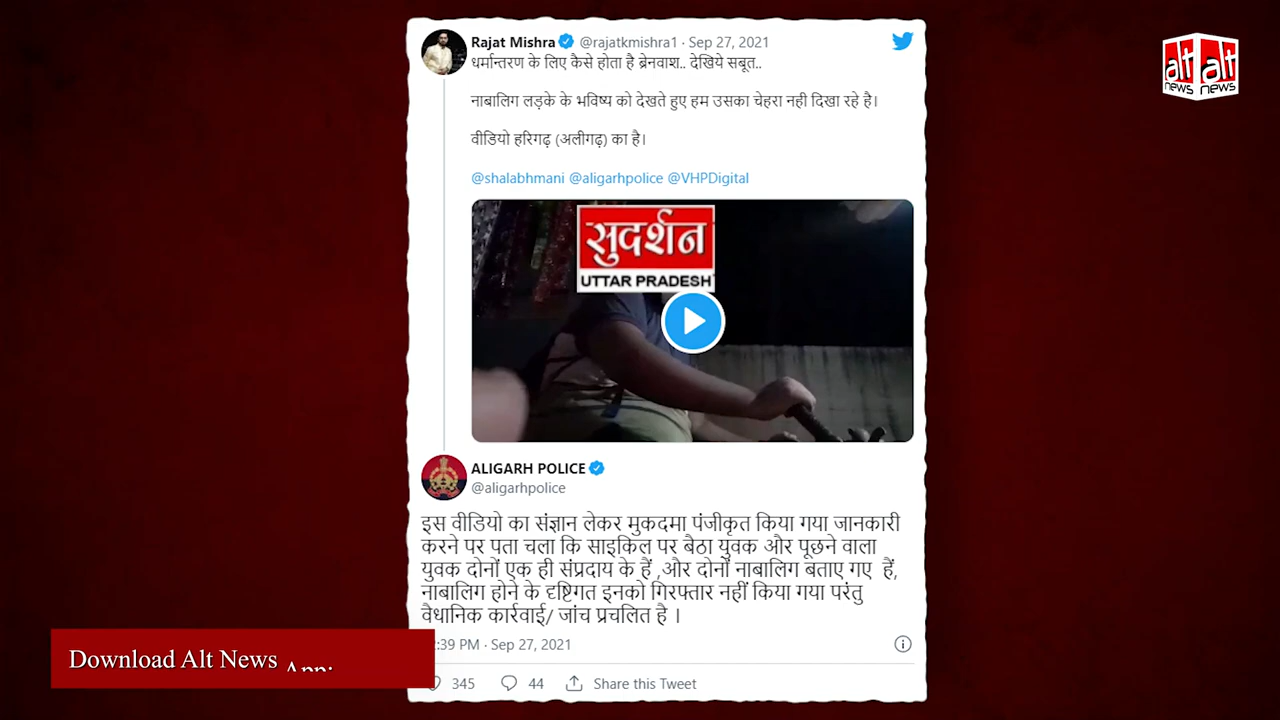 Rajat Mishra @rajatkmishra1 · Sep 27, 2021
धर्मान्तरण के लिए कैसे होता है ब्रेनवाश.. देखिये सबूत..
नाबालिग लड़के के भविष्य को देखते हुए हम उसका चेहरा नही दिखा रहे है।
वीडियो हरिगढ़ (अलीगढ़) का है।
@shalabhmani @aligarhpolice @VHPDigital
सुदर्शन
UTTAR PRADESH
ALIGARH POLICE
@aligarhpolice
इस वीडियो का संज्ञान लेकर मुकदमा पंजीकृत किया गया जानकारी
करने पर पता चला कि साइकिल पर बैठा युवक और पूछने वाला
युवक दोनों एक ही संप्रदाय के हैं ,और दोनों नाबालिग बताए गए हैं,
नाबालिग होने के दृष्टिगत इनको गिरफ्तार नहीं किया गया परंतु
वैधानिक कार्रवाई/ जांच प्रचलित है ।
:39 PM · Sep 27, 2021
345 44 Share this Tweet
Download Alt News
alt news alt news